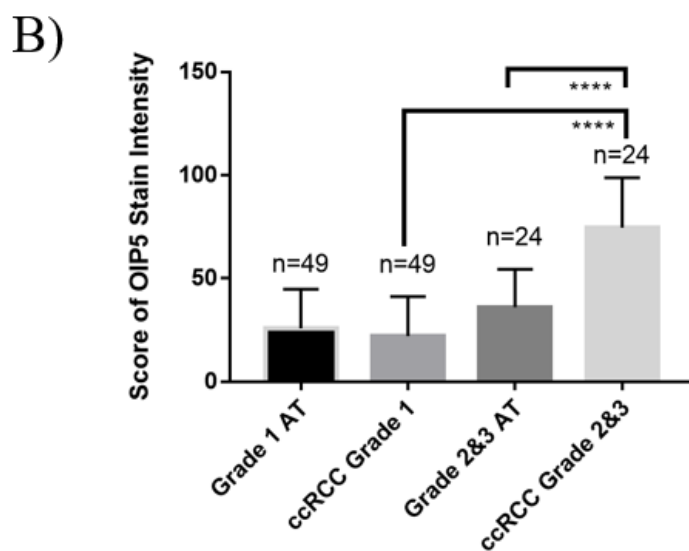 B)
Score of OIP5 Stain Intensity
150
100
50
0
****
****
n=49
n=49
n=24
n=24
Grade 1 AT
ccRCC Grade 1
Grade 2&3 AT
ccRCC Grade 2&3